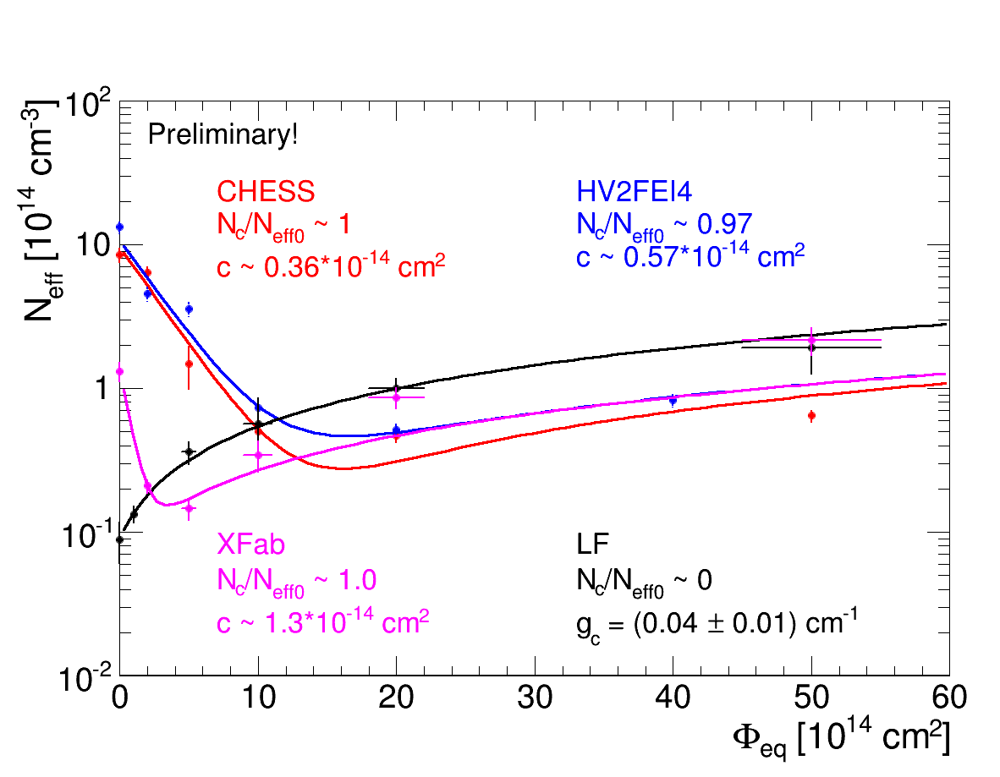 Preliminary!
CHESS
N_c/N_eff0 ~ 1
c ~ 0.36*10^-14 cm^2
HV2FEI4
N_c/N_eff0 ~ 0.97
c ~ 0.57*10^-14 cm^2
XFab
N_c/N_eff0 ~ 1.0
c ~ 1.3*10^-14 cm^2
LF
N_c/N_eff0 ~ 0
g_c = (0.04 ± 0.01) cm^-1
N_eff [10^14 cm^-3]
10^2
10
1
10^-1
10^-2
0 10 20 30 40 50 60
Φ_eq [10^14 cm^2]